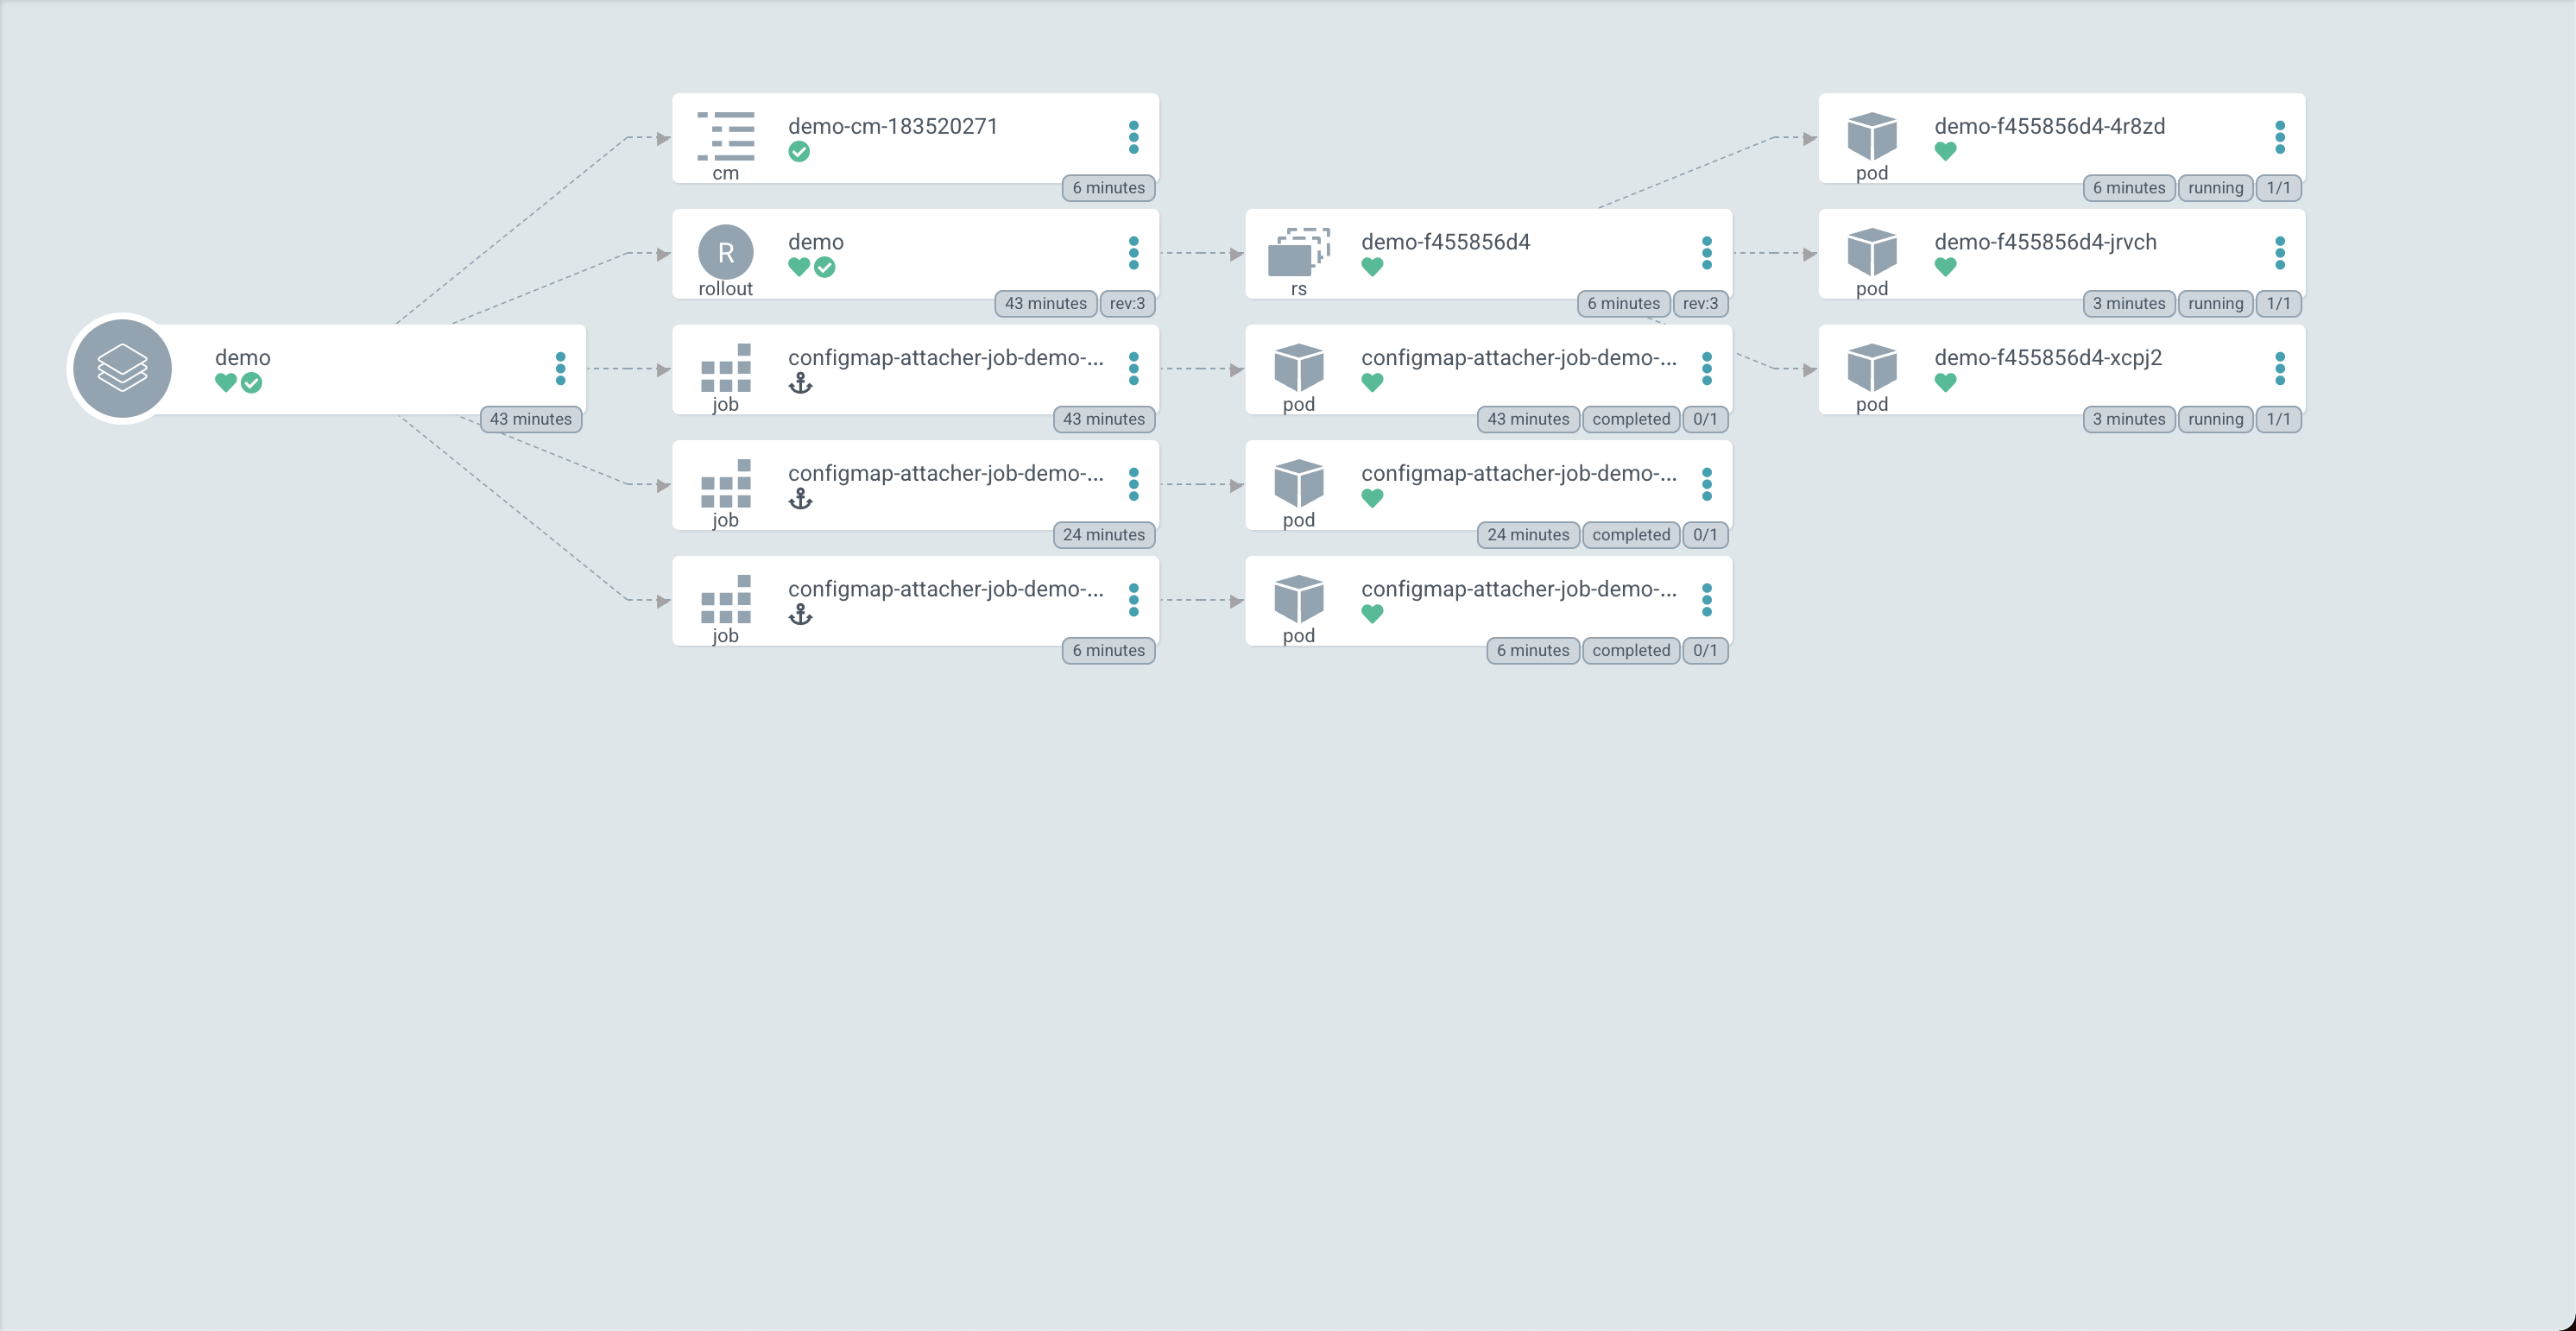 demo
43 minutes
demo-cm-183520271
cm
6 minutes
R
demo
rollout
43 minutes rev:3
configmap-attacher-job-demo-...
job
43 minutes
configmap-attacher-job-demo-...
job
24 minutes
configmap-attacher-job-demo-...
job
6 minutes
demo-f455856d4
rs
6 minutes rev:3
configmap-attacher-job-demo-...
pod
43 minutes completed 0/1
configmap-attacher-job-demo-...
pod
24 minutes completed 0/1
configmap-attacher-job-demo-...
pod
6 minutes completed 0/1
demo-f455856d4-4r8zd
pod
6 minutes running 1/1
demo-f455856d4-jrvch
pod
3 minutes running 1/1
demo-f455856d4-xcpj2
pod
3 minutes running 1/1